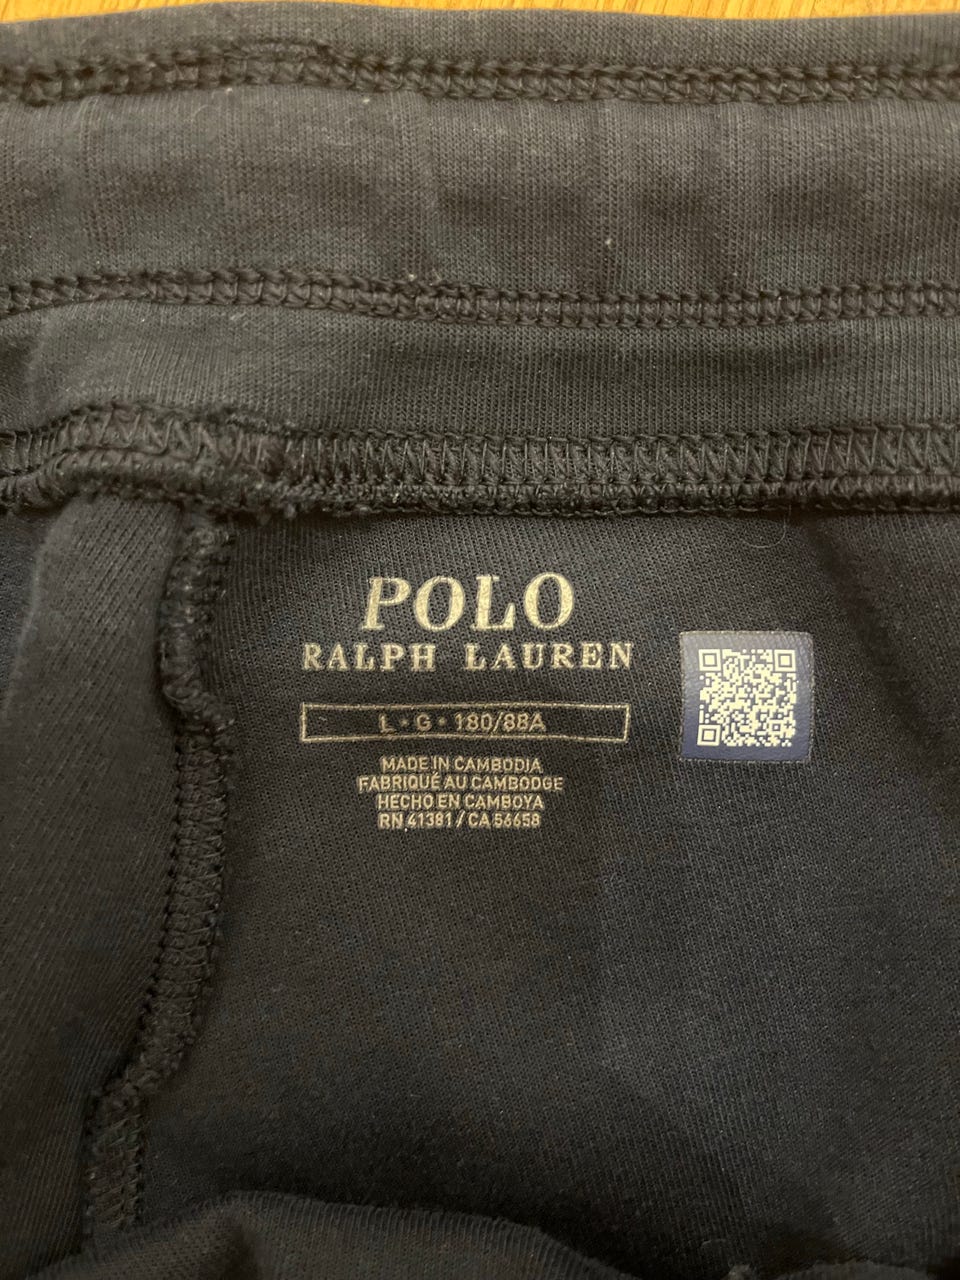 POLO
RALPH LAUREN
L • G • 180/88A
MADE IN CAMBODIA
FABRIQUÉ AU CAMBODGE
HECHO EN CAMBOYA
RN 41381 / CA 56658